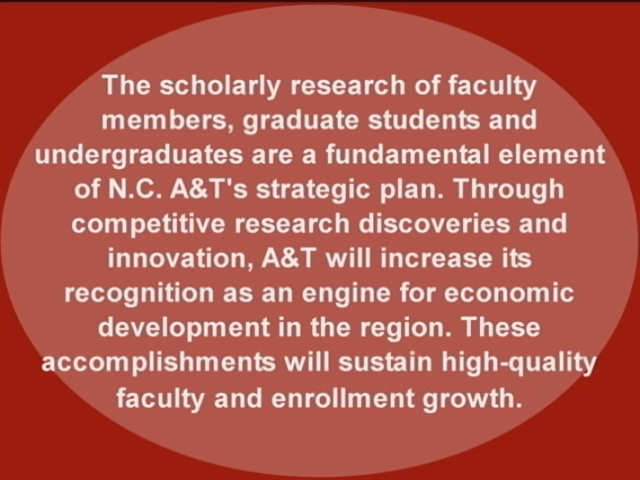 The scholarly research of faculty
members, graduate students and
undergraduates are a fundamental element
of N.C. A&T's strategic plan. Through
competitive research discoveries and
innovation, A&T will increase its
recognition as an engine for economic
development in the region. These
accomplishments will sustain high-quality
faculty and enrollment growth.